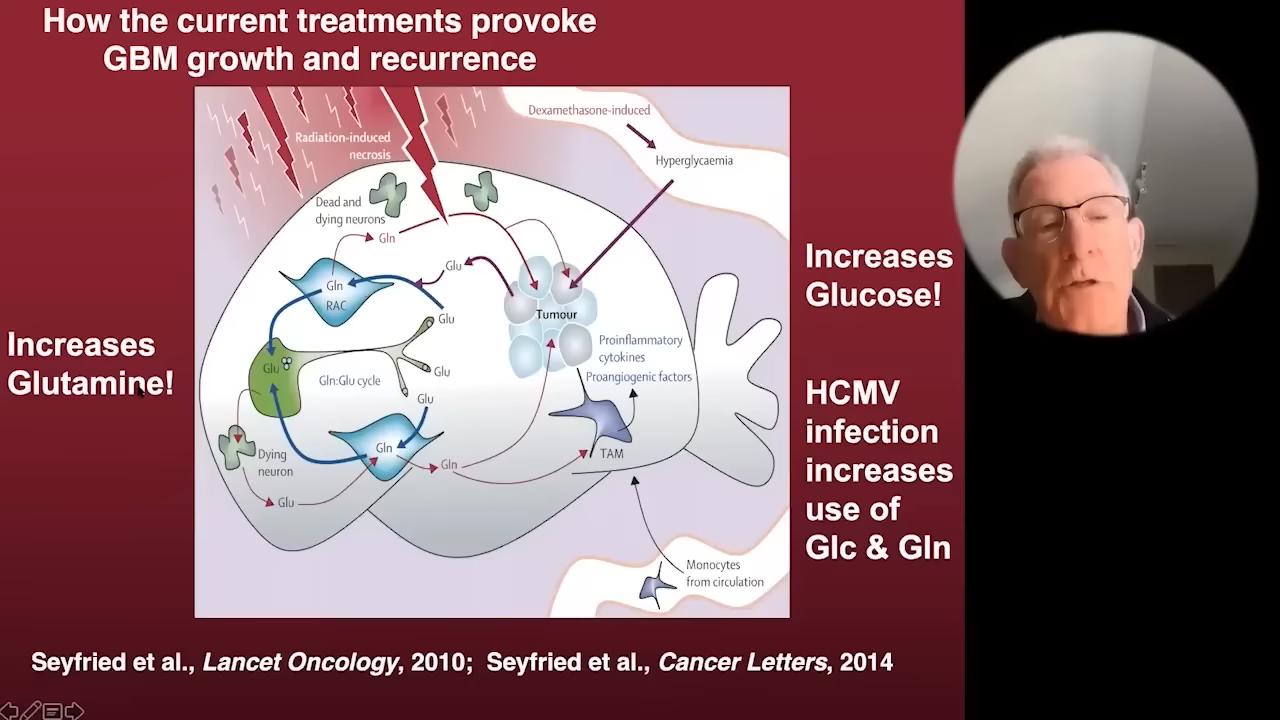 How the current treatments provoke
GBM growth and recurrence
Dexamethasone-induced
Radiation-induced
necrosis
Hyperglycaemia
Dead and
dying neurons
Gln
Glu
Gln
RAC
Glu
Tumour
Increases
Glucose!
Increases
Glutamine!
Proinflammatory
cytokines
Proangiogenic factors
Glu
Gln:Glu cycle
Glu
Glu
HCMV
infection
increases
use of
Glc & Gln
Gln
TAM
Dying
neuron
Gln
Glu
Monocytes
from circulation
Seyfried et al., Lancet Oncology, 2010; Seyfried et al., Cancer Letters, 2014